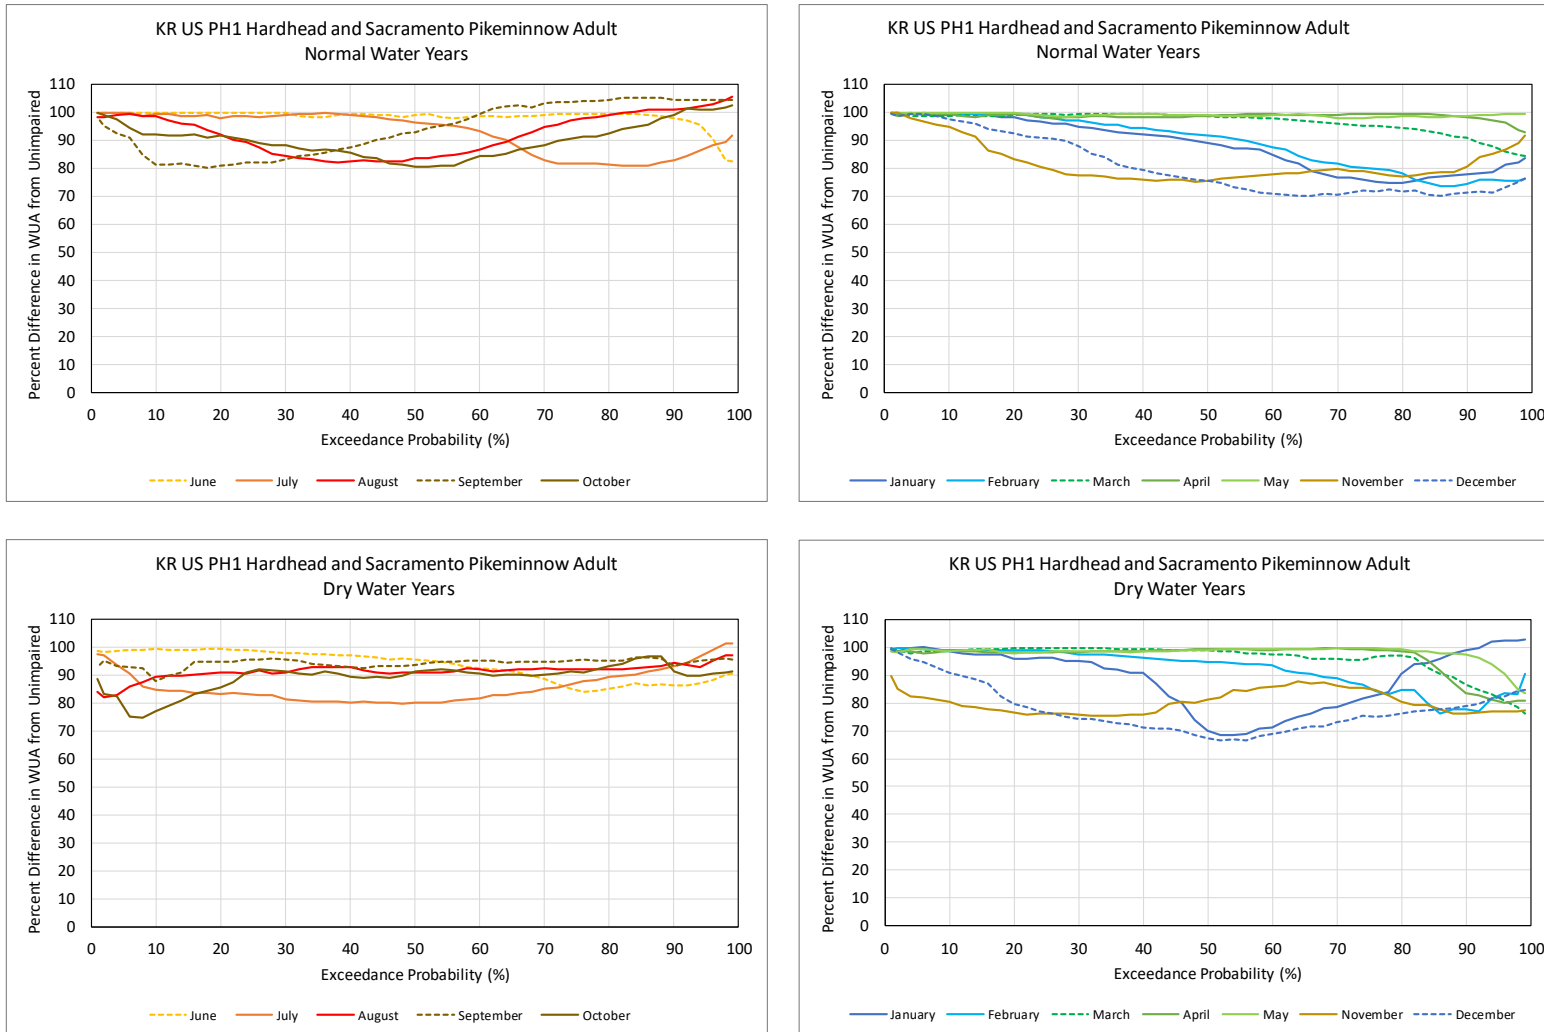 KR US PH1 Hardhead and Sacramento Pikeminnow Adult
Normal Water Years
Percent Difference in WUA from Unimpaired
110
100
90
80
70
60
50
40
30
20
10
0
0 10 20 30 40 50 60 70 80 90 100
Exceedance Probability (%)
June July August September October
KR US PH1 Hardhead and Sacramento Pikeminnow Adult
Normal Water Years
Percent Difference in WUA from Unimpaired
110
100
90
80
70
60
50
40
30
20
10
0
0 10 20 30 40 50 60 70 80 90 100
Exceedance Probability (%)
January February March April May November December
KR US PH1 Hardhead and Sacramento Pikeminnow Adult
Dry Water Years
Percent Difference in WUA from Unimpaired
110
100
90
80
70
60
50
40
30
20
10
0
0 10 20 30 40 50 60 70 80 90 100
Exceedance Probability (%)
June July August September October
KR US PH1 Hardhead and Sacramento Pikeminnow Adult
Dry Water Years
Percent Difference in WUA from Unimpaired
110
100
90
80
70
60
50
40
30
20
10
0
0 10 20 30 40 50 60 70 80 90 100
Exceedance Probability (%)
January February March April May November December